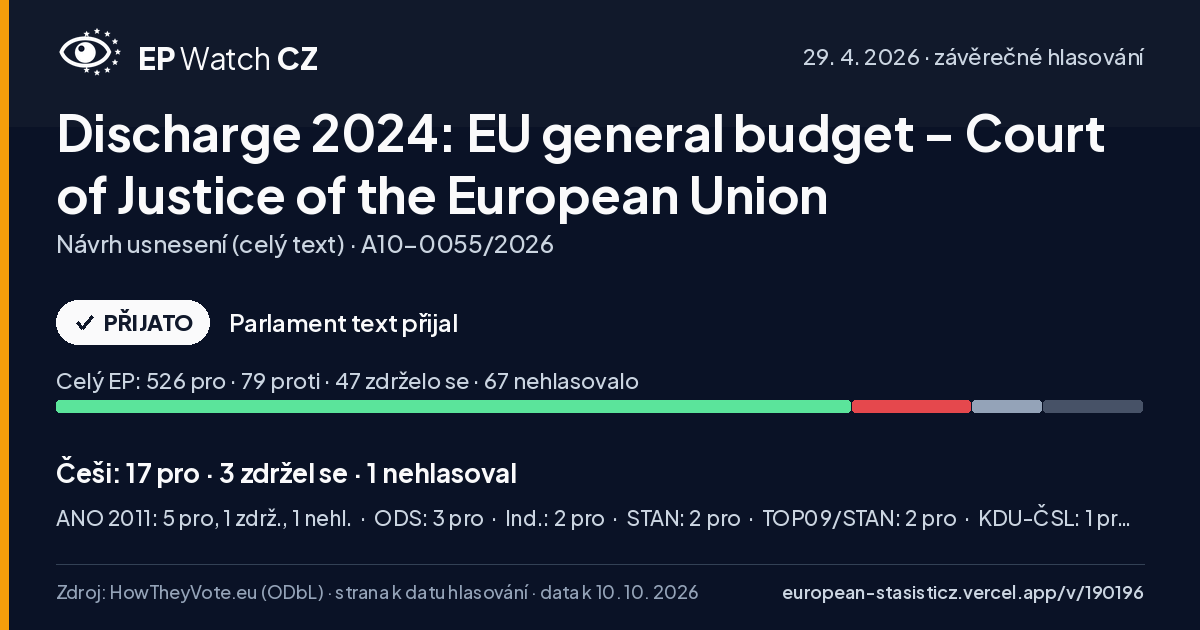 EP Watch CZ
29. 4. 2026 · závěrečné hlasování
Discharge 2024: EU general budget – Court
of Justice of the European Union
Návrh usnesení (celý text) · A10-0055/2026
✓ PŘIJATO
Parlament text přijal
Celý EP: 526 pro · 79 proti · 47 zdrželo se · 67 nehlasovalo
Češi: 17 pro · 3 zdržel se · 1 nehlasoval
ANO 2011: 5 pro, 1 zdrž., 1 nehl. · ODS: 3 pro · Ind.: 2 pro · STAN: 2 pro · TOP09/STAN: 2 pro · KDU-ČSL: 1 pr…
Zdroj: HowTheyVote.eu (ODbL) · strana k datu hlasování · data k 10. 10. 2026
european-stasisticz.vercel.app/v/190196